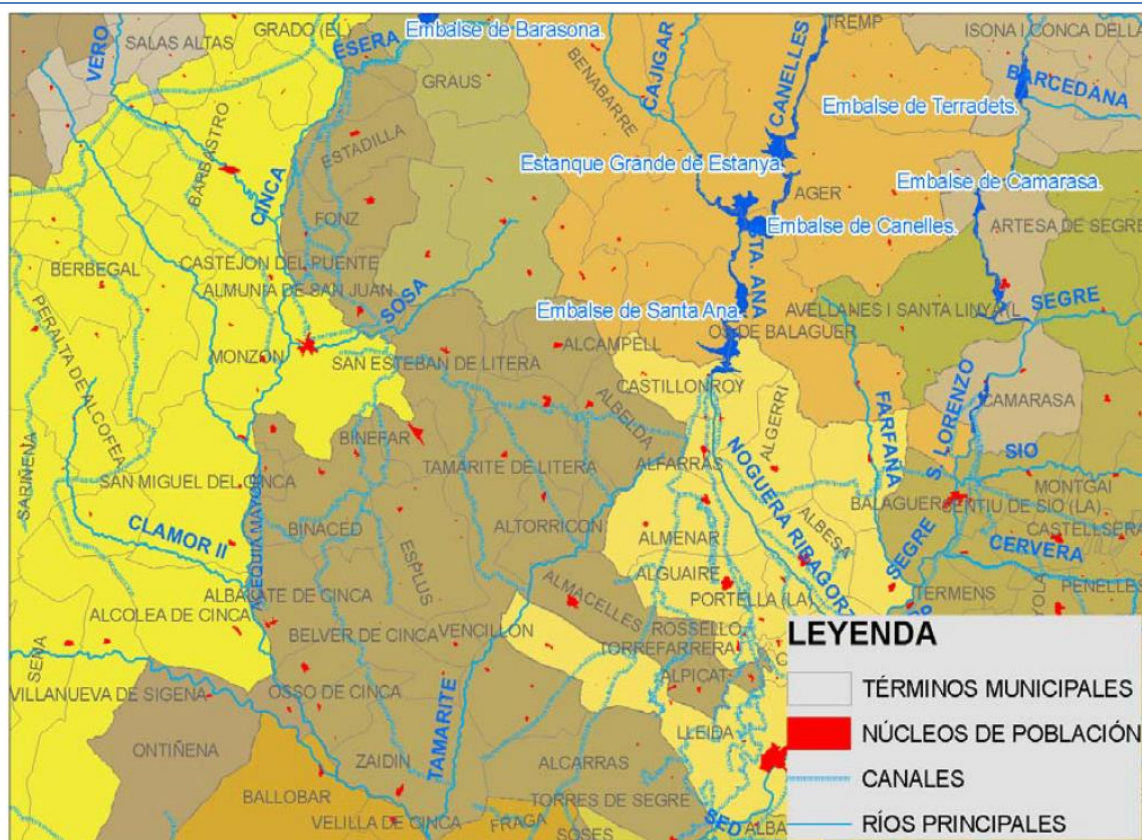 SALAS ALTAS
GRADO (EL)
TREMP
ISONA I CONCA DELLA
VERO
ESERA
Embalse de Barasona.
GRAUS
BENABARRE
CAJIGAR
CANELLES
BARCEDANA
Embalse de Terradets.
ESTADILLA
BARBASTRO
CINCA
Estanque Grande de Estanya.
AGER
Embalse de Camarasa.
FONZ
Embalse de Canelles.
ARTESA DE SEGRE
STA. ANA
BERBEGAL
CASTEJON DEL PUENTE
ALMUNIA DE SAN JUAN
SOSA
Embalse de Santa Ana.
AVELLANES I SANTA LINYA
SEGRE
OS DE BALAGUER
PERALTA DE ALCOFEA
MONZON
SAN ESTEBAN DE LITERA
ALCAMPELL
CASTILLONROY
S. LORENZO
CAMARASA
ALBELDA
ALGERRI
FARFAÑA
SARIÑENA
BINEFAR
TAMARITE DE LITERA
ALFARRAS
NOGUERA RIBAGORZ
SIO
SAN MIGUEL DEL CINCA
BALAGUER
MONTGAI
SENTIU DE SIO (LA)
ACEQUIA MAYOR
BINACED
ALTORRICON
ALMENAR
ALBESA
CASTELLSERA
CLAMOR II
ESPLUS
SEGRE
CERVERA
ALGUAIRE
ALMACELLES
PORTELLA (LA)
TERMENS
PENELLE
ALBALATE DE CINCA
ALCOLEA DE CINCA
BELVER DE CINCA
VENCILLON
ROSSELLO
TORREFARRERA
LEYENDA
SENA
ALPICAT
TÉRMINOS MUNICIPALES
VILLANUEVA DE SIGENA
OSSO DE CINCA
TAMARITE
LLEIDA
NÚCLEOS DE POBLACIÓN
ONTIÑENA
ZAIDIN
ALCARRAS
CANALES
BALLOBAR
TORRES DE SEGRE
VELILLA DE CINCA
FRAGA
SOSES
SED
ALBA
RÍOS PRINCIPALES